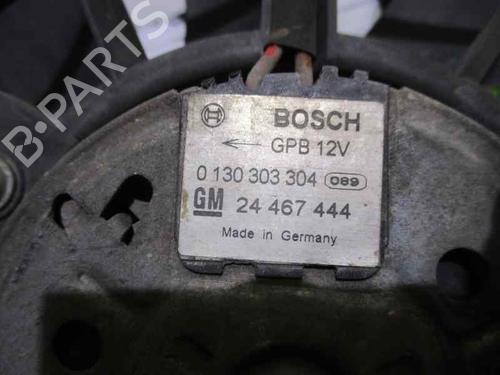 BOSCH
GPB 12V
0 130 303 304 089
GM 24 467 444
Made in Germany
B-PARTS